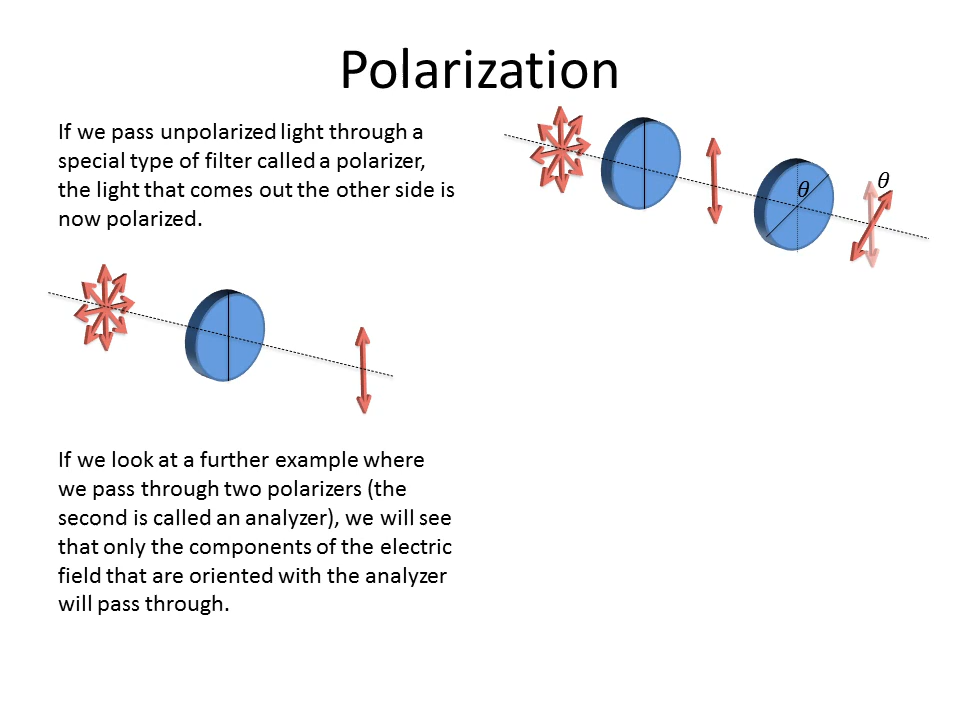 Polarization
If we pass unpolarized light through a
special type of filter called a polarizer,
the light that comes out the other side is
now polarized.
θ
θ
If we look at a further example where
we pass through two polarizers (the
second is called an analyzer), we will see
that only the components of the electric
field that are oriented with the analyzer
will pass through.